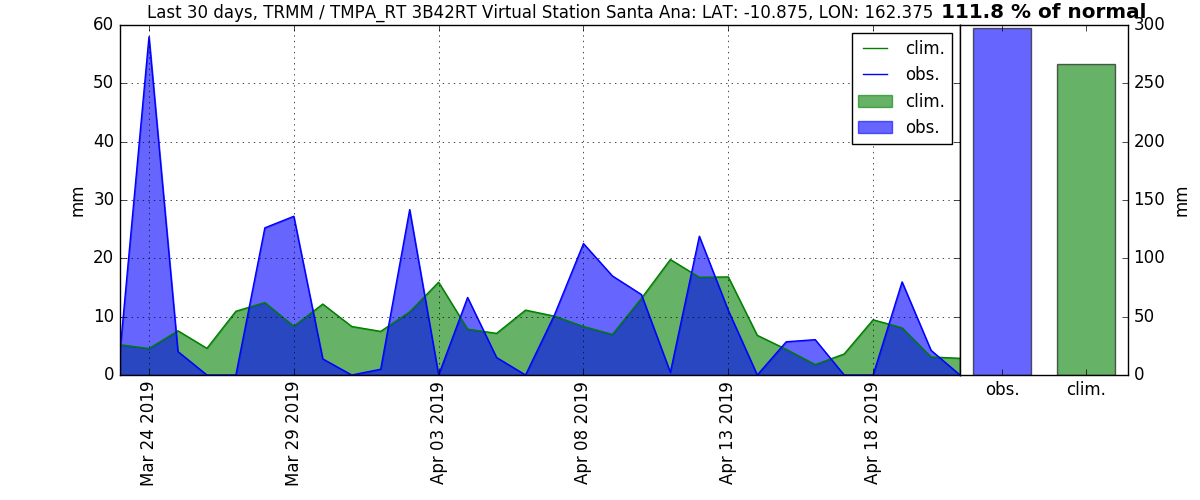 Last 30 days, TRMM / TMPA_RT 3B42RT Virtual Station Santa Ana: LAT: -10.875, LON: 162.375 111.8 % of normal
60
50
40
30
20
10
0
mm
clim.
obs.
clim.
obs.
Mar 24 2019
Mar 29 2019
Apr 03 2019
Apr 08 2019
Apr 13 2019
Apr 18 2019
300
250
200
150
100
50
0
mm
obs.
clim.